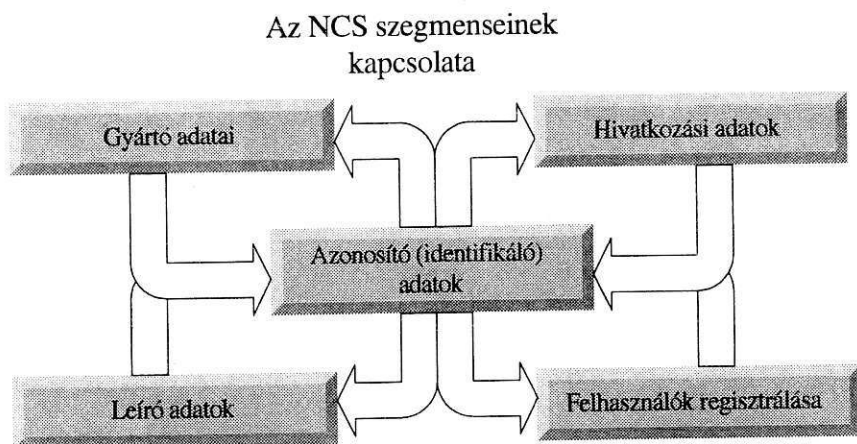 Az NCS szegmenseinek
kapcsolata
Gyártó adatai
Hivatkozási adatok
Azonosító (identifikáló)
adatok
Leíró adatok
Felhasználók regisztrálása